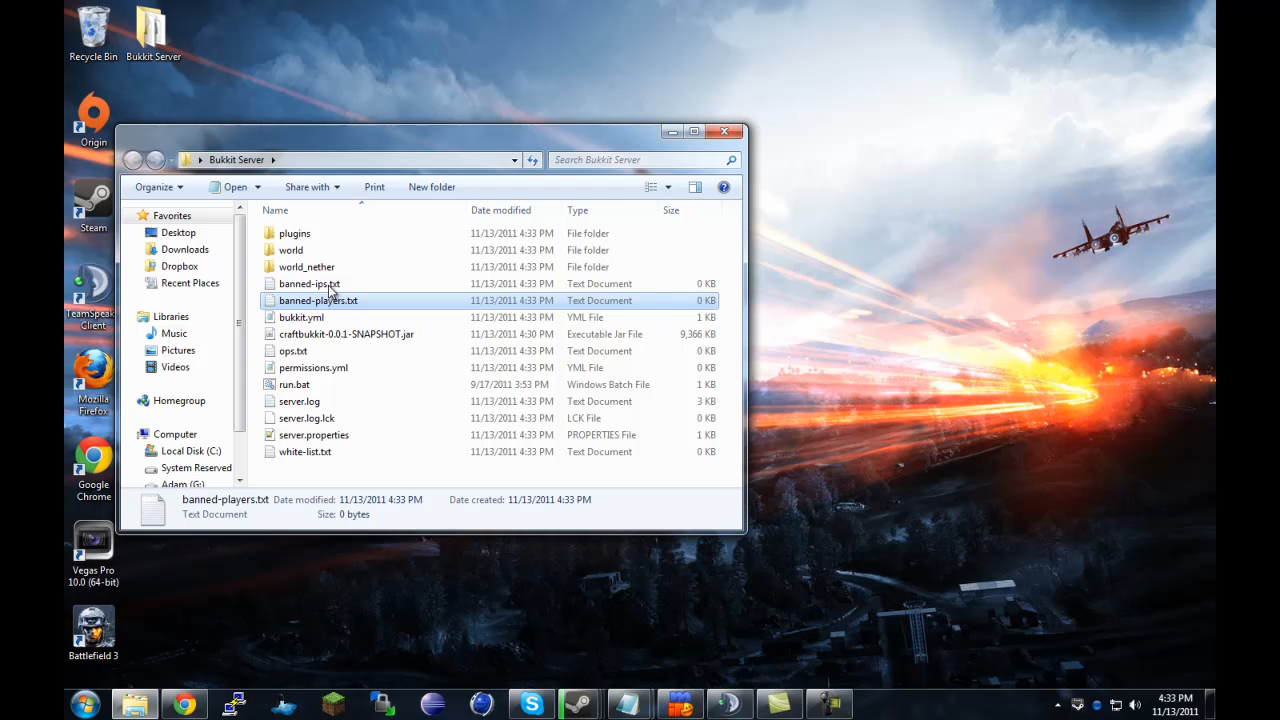 Recycle Bin
Bukkit Server
Origin
Steam
TeamSpeak
Client
Mozilla
Firefox
Google
Chrome
Vegas Pro
10.0 (64-bit)
Battlefield 3
Bukkit Server
Search Bukkit Server
Organize
Open
Share with
Print
New folder
Favorites
Desktop
Downloads
Dropbox
Recent Places
Libraries
Music
Pictures
Videos
Homegroup
Computer
Local Disk (C:)
System Reserved
Adam (G:)
Name Date modified Type Size
plugins 11/13/2011 4:33 PM File folder
world 11/13/2011 4:33 PM File folder
world_nether 11/13/2011 4:33 PM File folder
banned-ips.txt 11/13/2011 4:33 PM Text Document 0 KB
banned-players.txt 11/13/2011 4:33 PM Text Document 0 KB
bukkit.yml 11/13/2011 4:33 PM YML File 1 KB
craftbukkit-0.0.1-SNAPSHOT.jar 11/13/2011 4:30 PM Executable Jar File 9,366 KB
ops.txt 11/13/2011 4:33 PM Text Document 0 KB
permissions.yml 11/13/2011 4:33 PM YML File 0 KB
run.bat 9/17/2011 3:53 PM Windows Batch File 1 KB
server.log 11/13/2011 4:33 PM Text Document 3 KB
server.log.lck 11/13/2011 4:33 PM LCK File 0 KB
server.properties 11/13/2011 4:33 PM PROPERTIES File 1 KB
white-list.txt 11/13/2011 4:33 PM Text Document 0 KB
banned-players.txt Date modified: 11/13/2011 4:33 PM Date created: 11/13/2011 4:33 PM
Text Document Size: 0 bytes
4:33 PM
11/13/2011